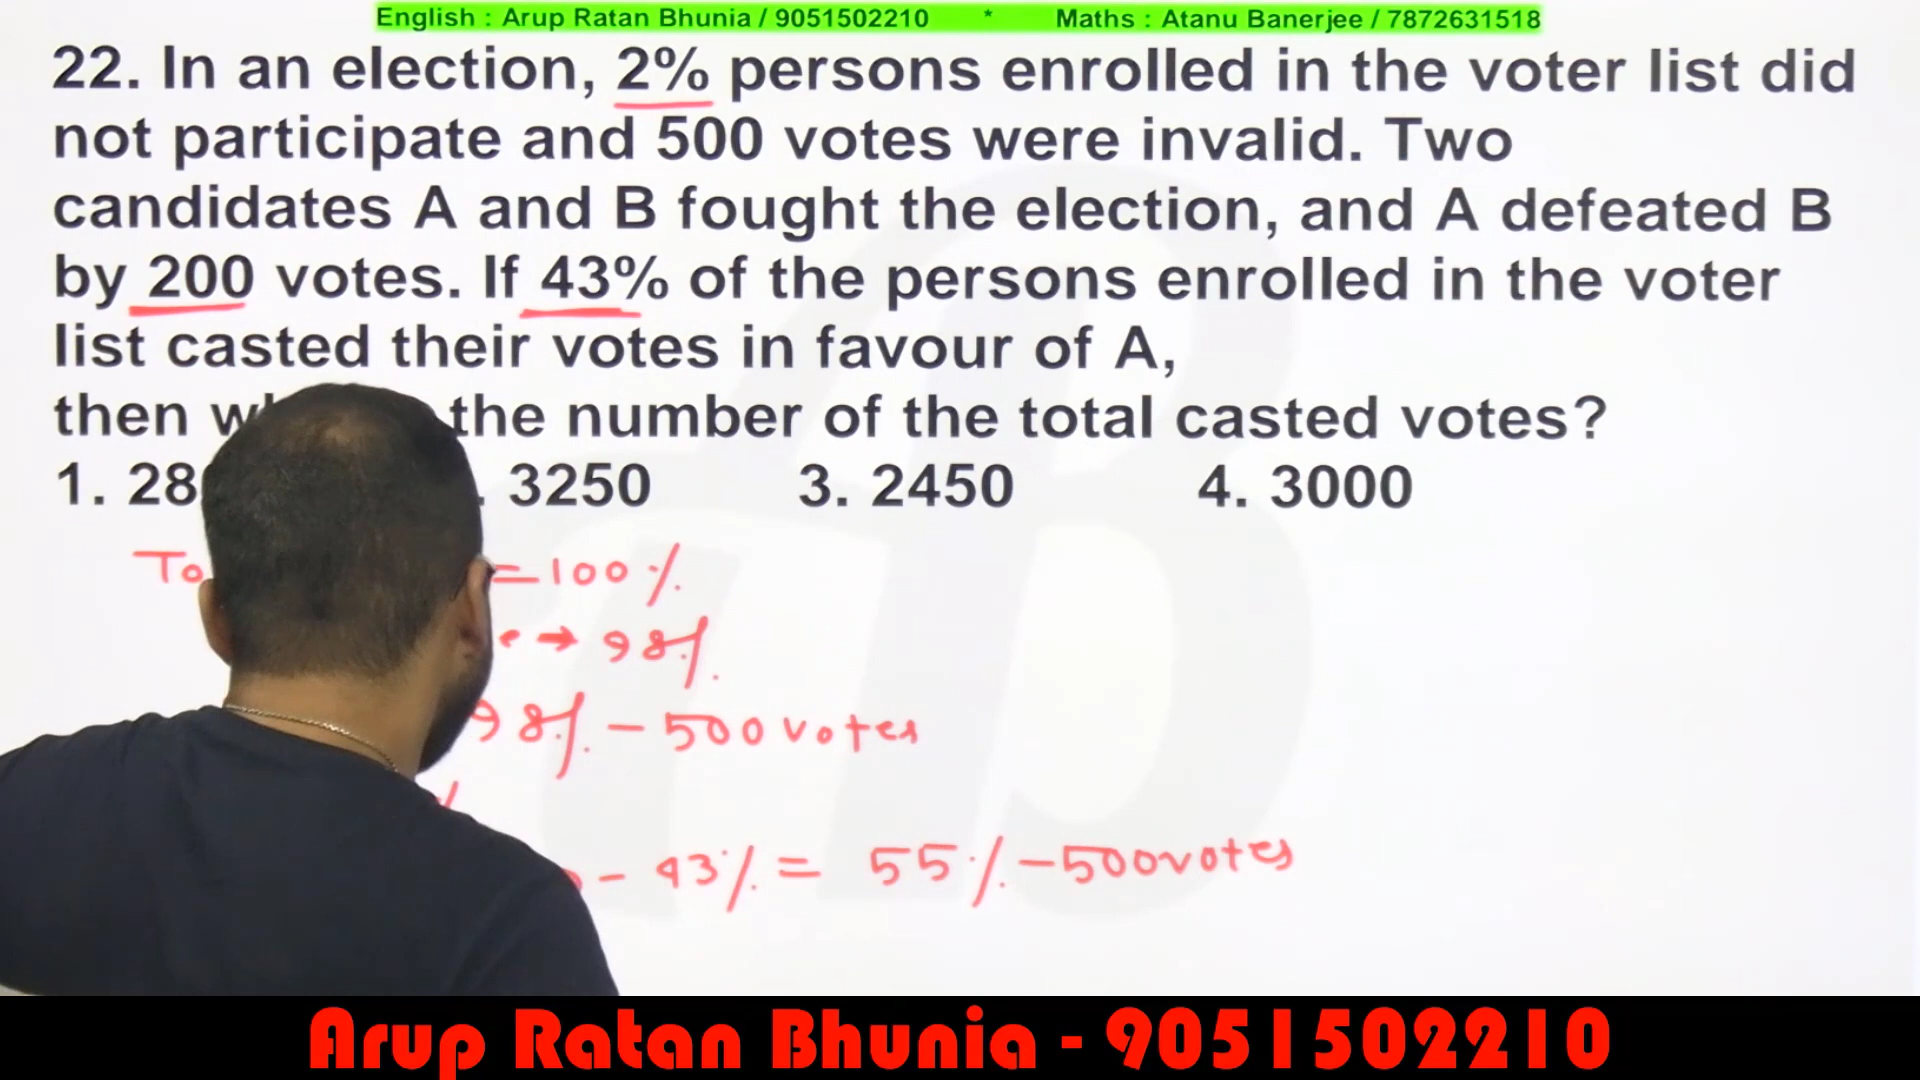 English : Arup Ratan Bhunia / 9051502210 * Maths : Atanu Banerjee / 7872631518
22. In an election, 2% persons enrolled in the voter list did
not participate and 500 votes were invalid. Two
candidates A and B fought the election, and A defeated B
by 200 votes. If 43% of the persons enrolled in the voter
list casted their votes in favour of A,
then the number of the total casted votes?
1. 3250 3. 2450 4. 3000
= 100%
→ 98%
98% - 500 votes
- 43% = 55% - 500 votes
Arup Ratan Bhunia - 9051502210